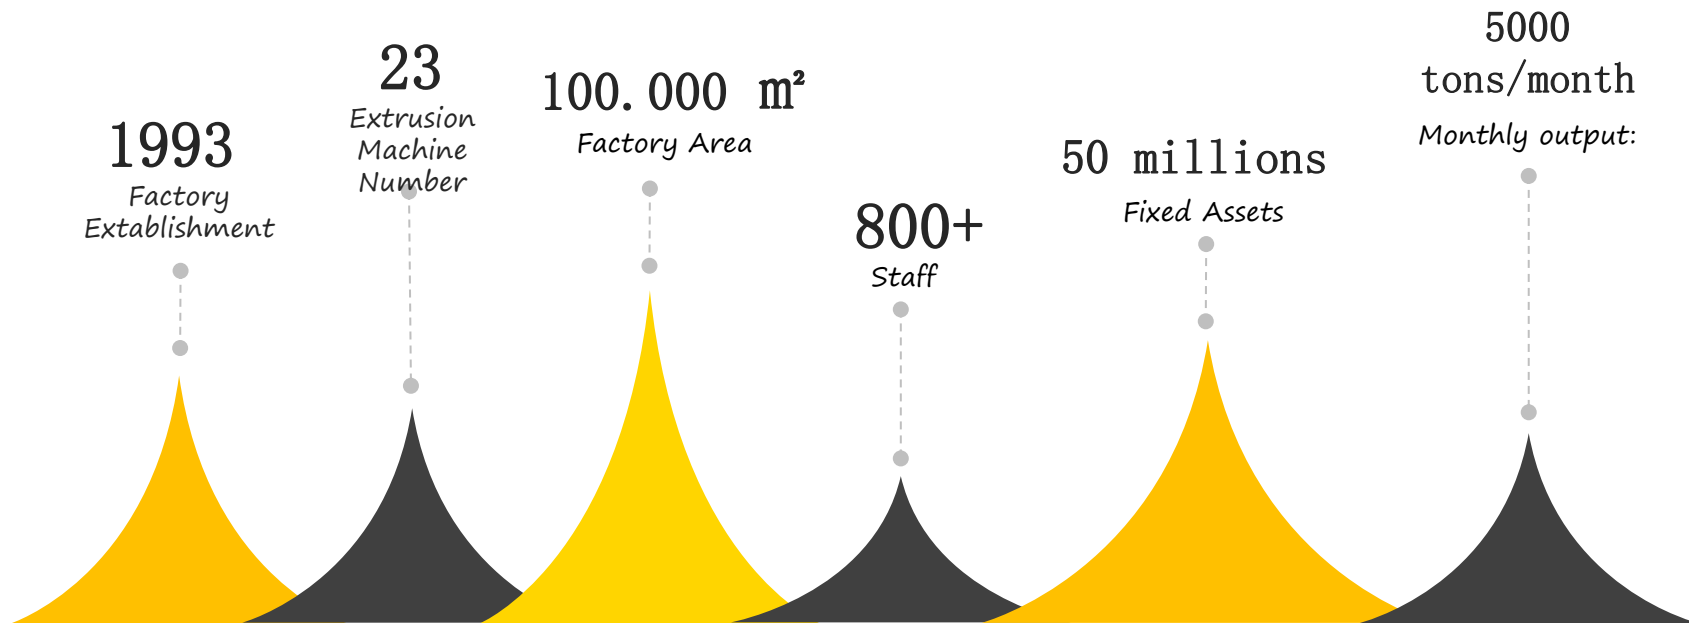 1993
Factory
Extablishment
23
Extrusion
Machine
Number
100.000 m²
Factory Area
800+
Staff
50 millions
Fixed Assets
5000
tons/month
Monthly output: